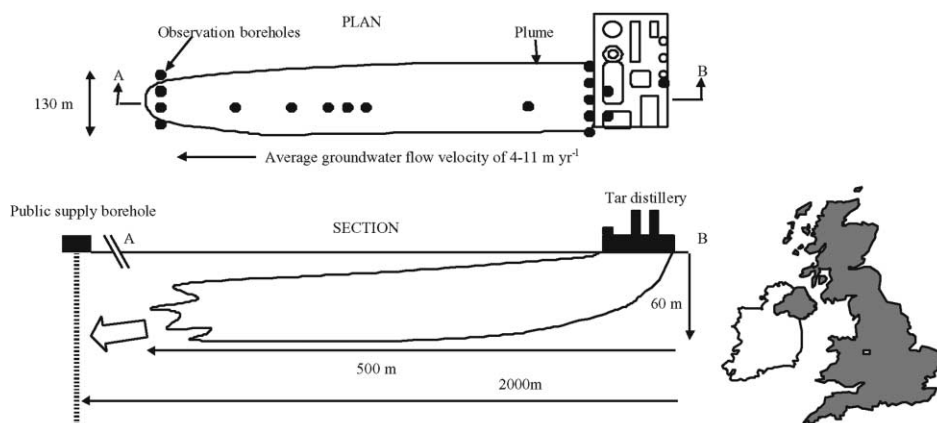 PLAN
Observation boreholes
Plume
A
B
130 m
Average groundwater flow velocity of 4-11 m yr-1
Public supply borehole
A
SECTION
Tar distillery
B
60 m
500 m
2000m